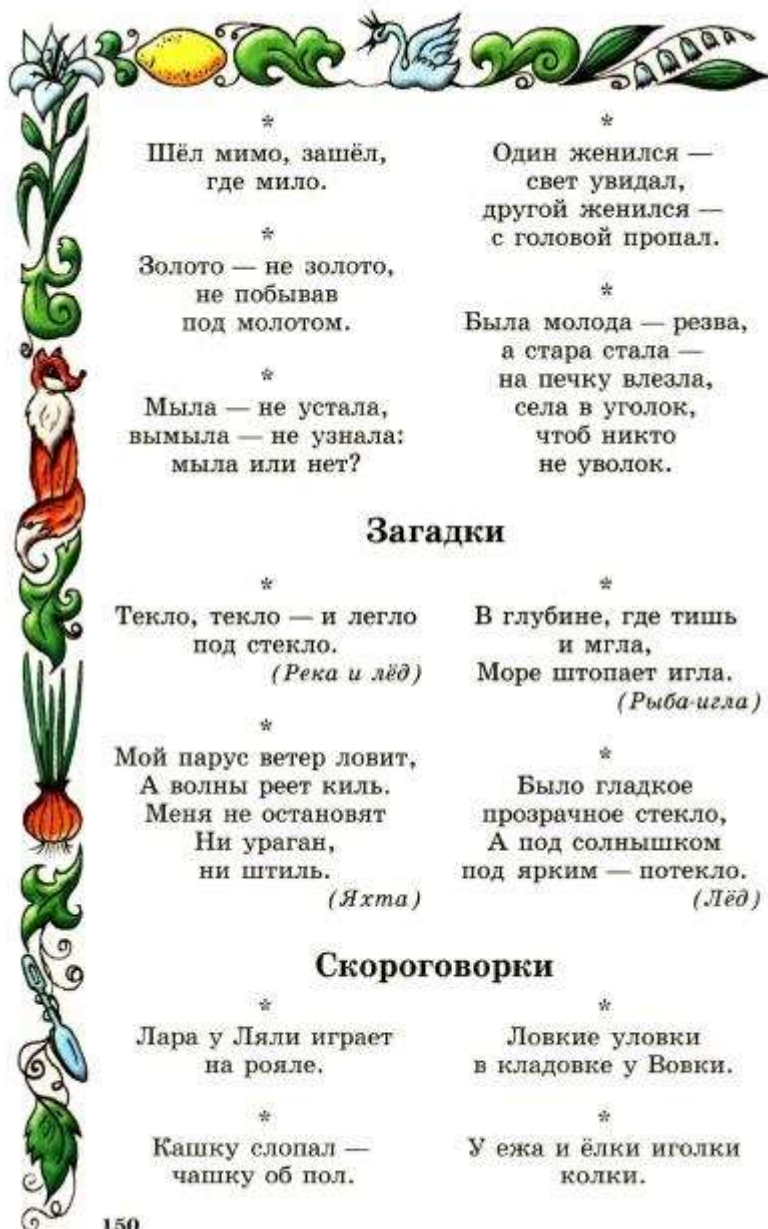 *
Шёл мимо, зашёл,
где мило.
*
Золото — не золото,
не побывав
под молотом.
*
Мыла — не устала,
вымыла — не узнала:
мыла или нет?
*
Один женился —
свет увидал,
другой женился —
с головой пропал.
*
Была молода — резва,
а стара стала —
на печку влезла,
села в уголок,
чтоб никто
не уволок.
Загадки
*
Текло, текло — и легло
под стекло.
(Река и лёд)
*
Мой парус ветер ловит,
А волны реет киль.
Меня не остановят
Ни ураган,
ни штиль.
(Яхта)
*
В глубине, где тишь
и мгла,
Море штопает игла.
(Рыба-игла)
*
Было гладкое
прозрачное стекло,
А под солнышком
под ярким — потекло.
(Лёд)
Скороговорки
*
Лара у Ляли играет
на рояле.
*
Кашку слопал —
чашку об пол.
*
Ловкие уловки
в кладовке у Вовки.
*
У ежа и ёлки иголки
колки.
150